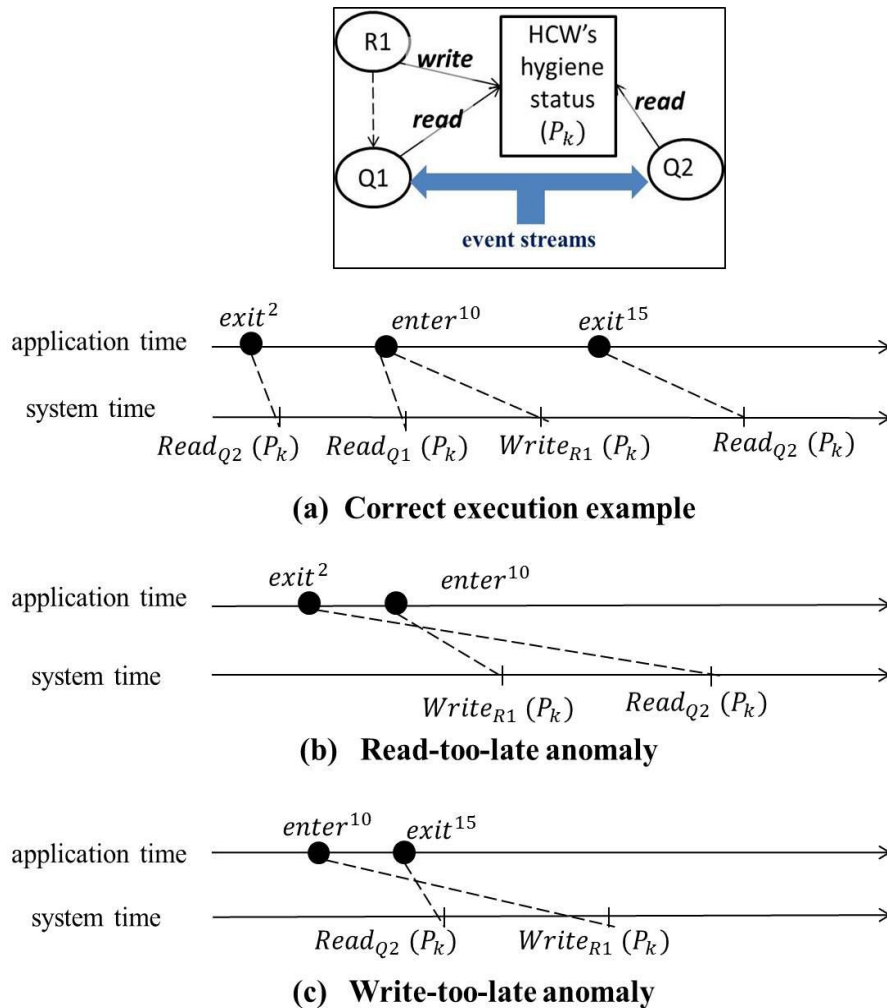 R1
write
HCW's
hygiene
status
(P_k)
read
read
Q1
Q2
event streams
exit^2
enter^10
exit^15
application time
system time
Read_Q2 (P_k)
Read_Q1 (P_k)
Write_R1 (P_k)
Read_Q2 (P_k)
(a) Correct execution example
exit^2
enter^10
application time
system time
Write_R1 (P_k)
Read_Q2 (P_k)
(b) Read-too-late anomaly
enter^10
exit^15
application time
system time
Read_Q2 (P_k)
Write_R1 (P_k)
(c) Write-too-late anomaly